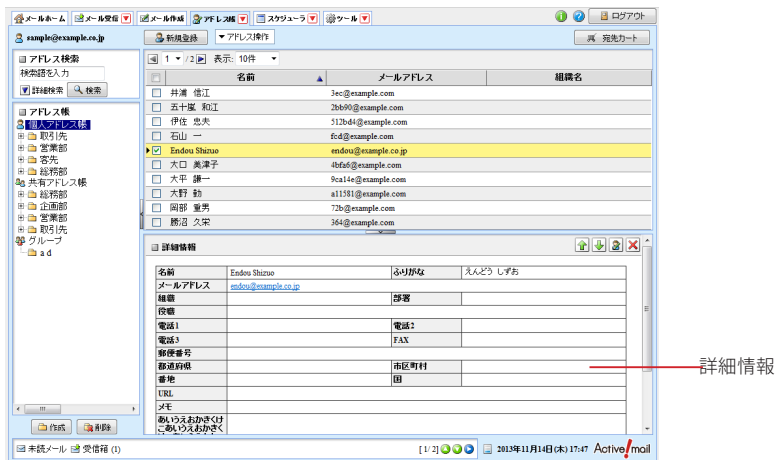 メールホーム メール受信 メール作成 アドレス帳 スケジューラ ツール ログアウト
sample@example.co.jp 新規登録 アドレス操作 宛先カート
アドレス検索
検索語を入力
詳細検索 検索
アドレス帳
個人アドレス帳
取引先
営業部
客先
総務部
共有アドレス帳
総務部
企画部
営業部
取引先
グループ
a d
作成 削除
1 / 2 表示: 10件
名前 メールアドレス 組織名
井浦 信江 3ec@example.com
五十嵐 和江 2bb90@example.com
伊佐 忠夫 512bd4@example.com
石山 一 fcd@example.com
Endou Shizuo endou@example.co.jp
大口 美津子 4bfa6@example.com
大平 謙一 9ca14e@example.com
大野 勤 a11581@example.com
岡部 重男 72b@example.com
勝沼 久栄 364@example.com
詳細情報
名前 Endou Shizuo ふりがな えんどう しずお
メールアドレス endou@example.co.jp
組織 部署
役職
電話1 電話2
電話3 FAX
郵便番号
都道府県 市区町村
番地 国
URL
メモ
あいうえおかきくけ
こあいうえおかきく
詳細情報
未読メール 受信箱 (1) [1/ 2] 2013年11月14日(木) 17:47 Active! mail